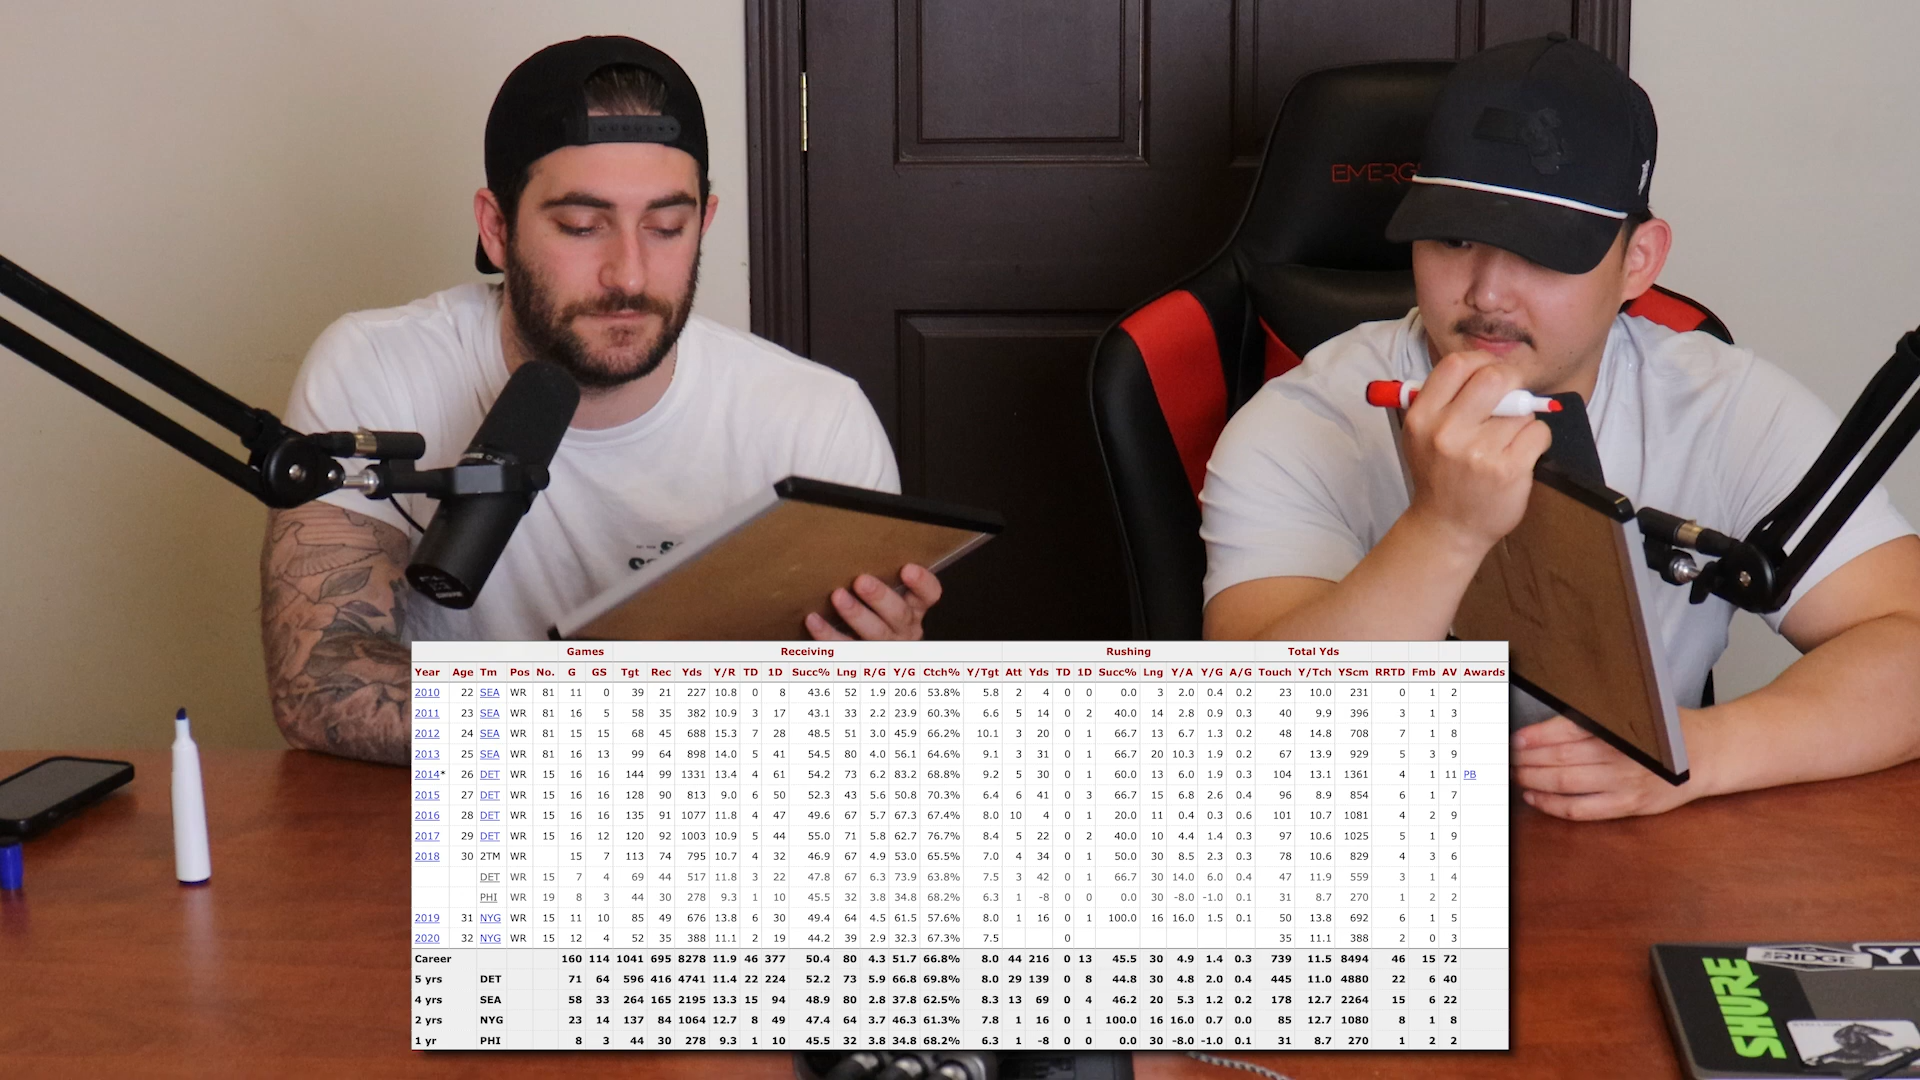 EMERG
Games Receiving Rushing Total Yds
Year Age Tm Pos No. G GS Tgt Rec Yds Y/R TD 1D Succ% Lng R/G Y/G Ctch% Y/Tgt Att Yds TD 1D Succ% Lng Y/A Y/G A/G Touch Y/Tch YScm RRTD Fmb AV Awards
2010 22 SEA WR 81 11 0 39 21 227 10.8 0 8 43.6 52 1.9 20.6 53.8% 5.8 2 4 0 0 0.0 3 2.0 0.4 0.2 23 10.0 231 0 1 2
2011 23 SEA WR 81 16 5 58 35 382 10.9 3 17 43.1 33 2.2 23.9 60.3% 6.6 5 14 0 2 40.0 14 2.8 0.9 0.3 40 9.9 396 3 1 3
2012 24 SEA WR 81 15 15 68 45 688 15.3 7 28 48.5 51 3.0 45.9 66.2% 10.1 3 20 0 1 66.7 13 6.7 1.3 0.2 48 14.8 708 7 1 8
2013 25 SEA WR 81 16 13 99 64 898 14.0 5 41 54.5 80 4.0 56.1 64.6% 9.1 3 31 0 1 66.7 20 10.3 1.9 0.2 67 13.9 929 5 3 9
2014* 26 DET WR 15 16 16 144 99 1331 13.4 4 61 54.2 73 6.2 83.2 68.8% 9.2 5 30 0 1 60.0 13 6.0 1.9 0.3 104 13.1 1361 4 1 11 PB
2015 27 DET WR 15 16 16 128 90 813 9.0 6 50 52.3 43 5.6 50.8 70.3% 6.4 6 41 0 3 66.7 15 6.8 2.6 0.4 96 8.9 854 6 1 7
2016 28 DET WR 15 16 16 135 91 1077 11.8 4 47 49.6 67 5.7 67.3 67.4% 8.0 10 4 0 1 20.0 11 0.4 0.3 0.6 101 10.7 1081 4 2 9
2017 29 DET WR 15 16 12 120 92 1003 10.9 5 44 55.0 71 5.8 62.7 76.7% 8.4 5 22 0 2 40.0 10 4.4 1.4 0.3 97 10.6 1025 5 1 9
2018 30 2TM WR 15 7 113 74 795 10.7 4 32 46.9 67 4.9 53.0 65.5% 7.0 4 34 0 1 50.0 30 8.5 2.3 0.3 78 10.6 829 4 3 6
DET WR 15 7 4 69 44 517 11.8 3 22 47.8 67 6.3 73.9 63.8% 7.5 3 42 0 1 66.7 30 14.0 6.0 0.4 47 11.9 559 3 1 4
PHI WR 19 8 3 44 30 278 9.3 1 10 45.5 32 3.8 34.8 68.2% 6.3 1 -8 0 0 0.0 30 -8.0 -1.0 0.1 31 8.7 270 1 2 2
2019 31 NYG WR 15 11 10 85 49 676 13.8 6 30 49.4 64 4.5 61.5 57.6% 8.0 1 16 0 1 100.0 16 16.0 1.5 0.1 50 13.8 692 6 1 5
2020 32 NYG WR 15 12 4 52 35 388 11.1 2 19 44.2 39 2.9 32.3 67.3% 7.5 0 35 11.1 388 2 0 3
Career 160 114 1041 695 8278 11.9 46 377 50.4 80 4.3 51.7 66.8% 8.0 44 216 0 13 45.5 30 4.9 1.4 0.3 739 11.5 8494 46 15 72
5 yrs DET 71 64 596 416 4741 11.4 22 224 52.2 73 5.9 66.8 69.8% 8.0 29 139 0 8 44.8 30 4.8 2.0 0.4 445 11.0 4880 22 6 40
4 yrs SEA 58 33 264 165 2195 13.3 15 94 48.9 80 2.8 37.8 62.5% 8.3 13 69 0 4 46.2 20 5.3 1.2 0.2 178 12.7 2264 15 6 22
2 yrs NYG 23 14 137 84 1064 12.7 8 49 47.4 64 3.7 46.3 61.3% 7.8 1 16 0 1 100.0 16 16.0 0.7 0.0 85 12.7 1080 8 1 8
1 yr PHI 8 3 44 30 278 9.3 1 10 45.5 32 3.8 34.8 68.2% 6.3 1 -8 0 0 0.0 30 -8.0 -1.0 0.1 31 8.7 270 1 2 2
SHURE
RIDGE